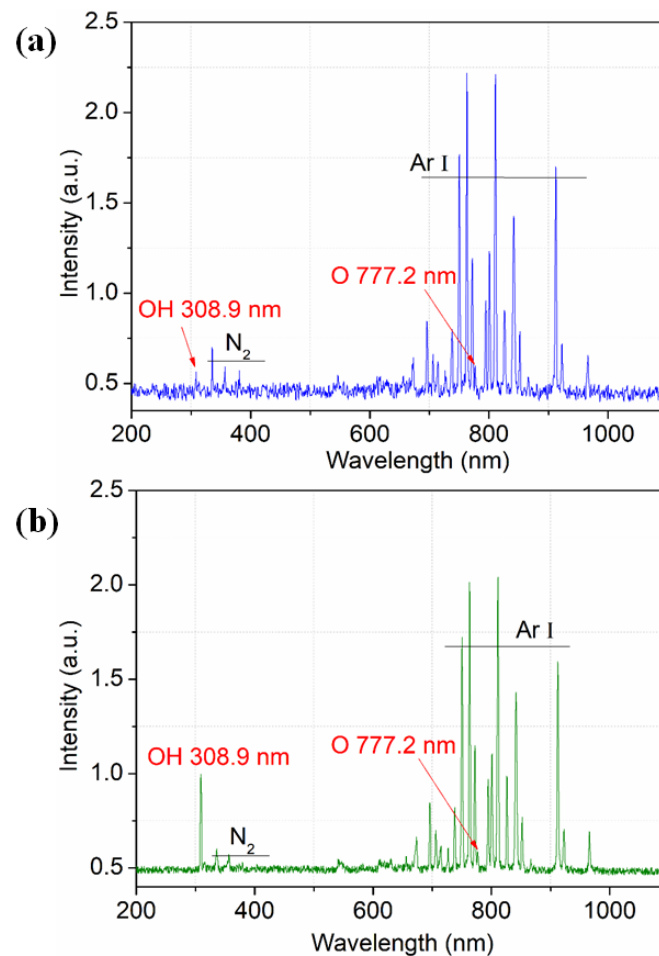 (a)
2.5
2.0
1.5
1.0
0.5
Intensity (a.u.)
Ar I
O 777.2 nm
OH 308.9 nm
N2
200 400 600 800 1000
Wavelength (nm)
(b)
2.5
2.0
1.5
1.0
0.5
Intensity (a.u.)
Ar I
OH 308.9 nm
O 777.2 nm
N2
200 400 600 800 1000
Wavelength (nm)